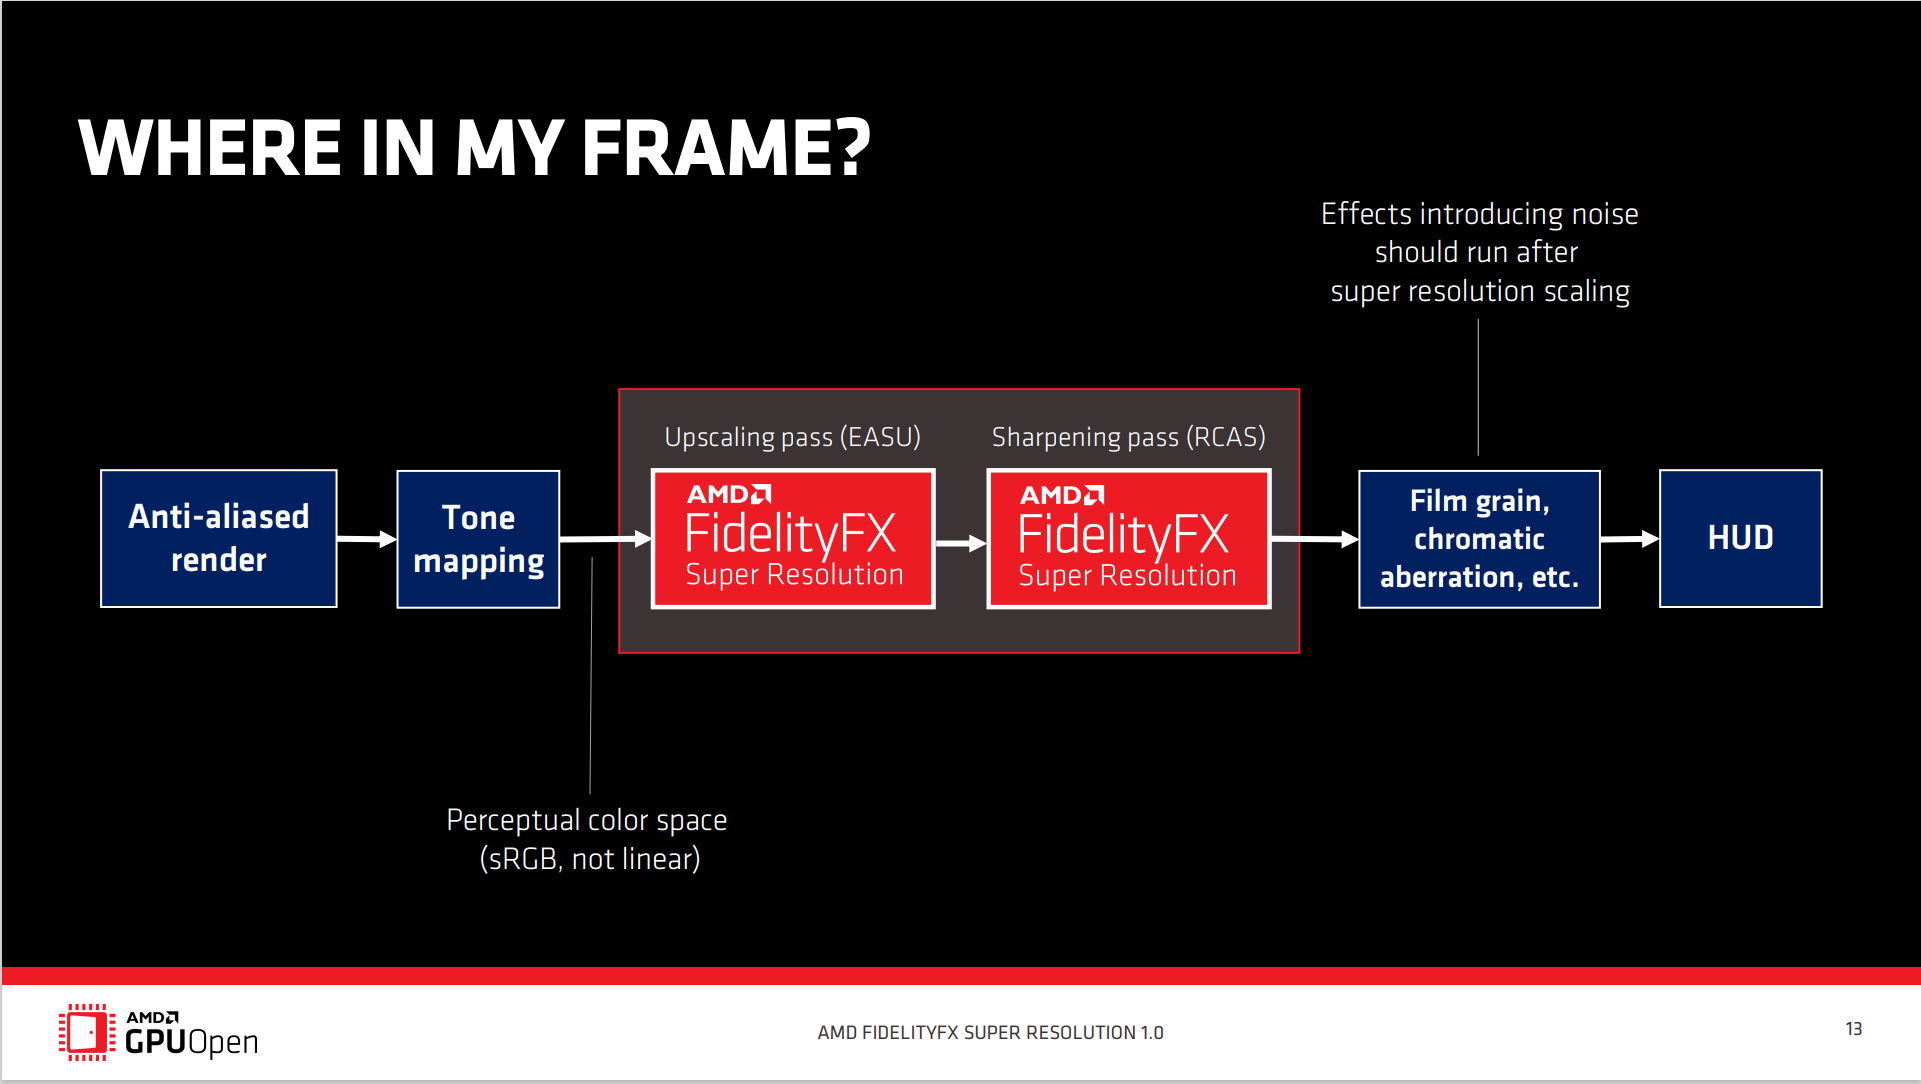 WHERE IN MY FRAME?
Effects introducing noise
should run after
super resolution scaling
Upscaling pass (EASU)
Sharpening pass (RCAS)
Anti-aliased
render
Tone
mapping
AMD
FidelityFX
Super Resolution
AMD
FidelityFX
Super Resolution
Film grain,
chromatic
aberration, etc.
HUD
Perceptual color space
(sRGB, not linear)
AMD
GPUOpen
AMD FIDELITYFX SUPER RESOLUTION 1.0
13